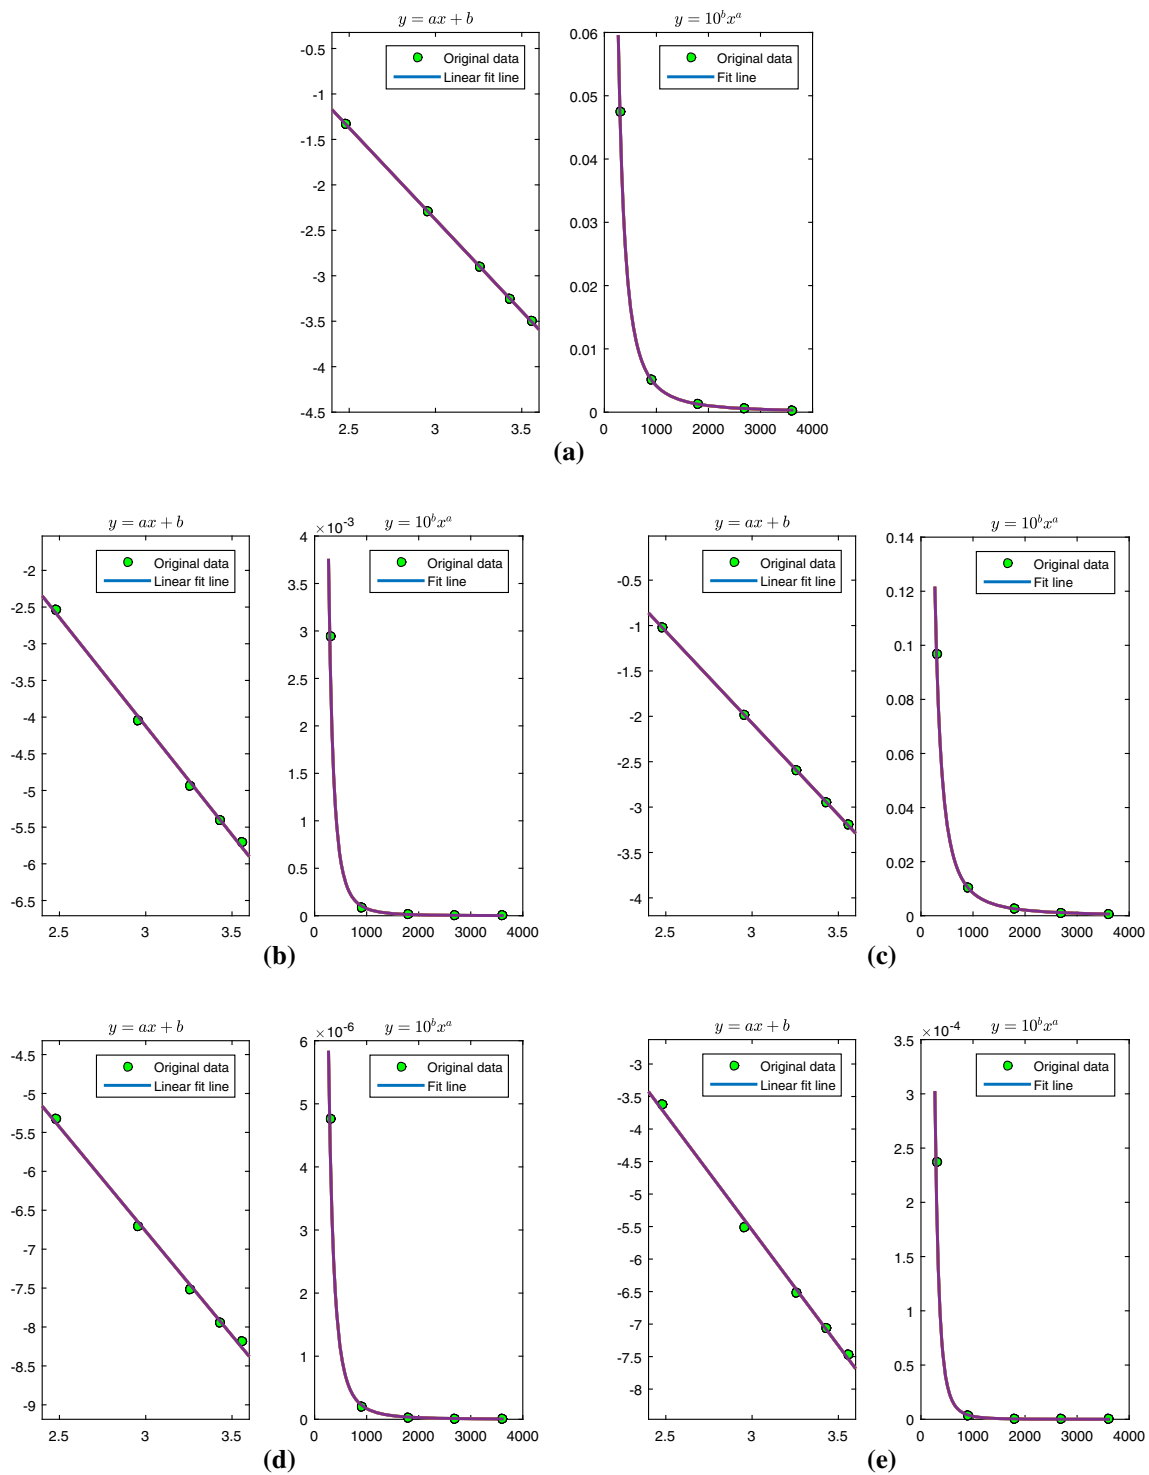 y = ax + b
Original data
Linear fit line
-0.5
-1
-1.5
-2
-2.5
-3
-3.5
-4
-4.5
2.5 3 3.5
y = 10^b x^a
Original data
Fit line
0.06
0.05
0.04
0.03
0.02
0.01
0
0 1000 2000 3000 4000
(a)
y = ax + b
Original data
Linear fit line
-2
-2.5
-3
-3.5
-4
-4.5
-5
-5.5
-6
-6.5
2.5 3 3.5
×10^-3
y = 10^b x^a
Original data
Fit line
4
3.5
3
2.5
2
1.5
1
0.5
0
0 1000 2000 3000 4000
(b)
y = ax + b
Original data
Linear fit line
-0.5
-1
-1.5
-2
-2.5
-3
-3.5
-4
2.5 3 3.5
y = 10^b x^a
Original data
Fit line
0.14
0.12
0.1
0.08
0.06
0.04
0.02
0
0 1000 2000 3000 4000
(c)
y = ax + b
Original data
Linear fit line
-4.5
-5
-5.5
-6
-6.5
-7
-7.5
-8
-8.5
-9
2.5 3 3.5
×10^-6
y = 10^b x^a
Original data
Fit line
6
5
4
3
2
1
0
0 1000 2000 3000 4000
(d)
y = ax + b
Original data
Linear fit line
-3
-3.5
-4
-4.5
-5
-5.5
-6
-6.5
-7
-7.5
-8
2.5 3 3.5
×10^-4
y = 10^b x^a
Original data
Fit line
3.5
3
2.5
2
1.5
1
0.5
0
0 1000 2000 3000 4000
(e)